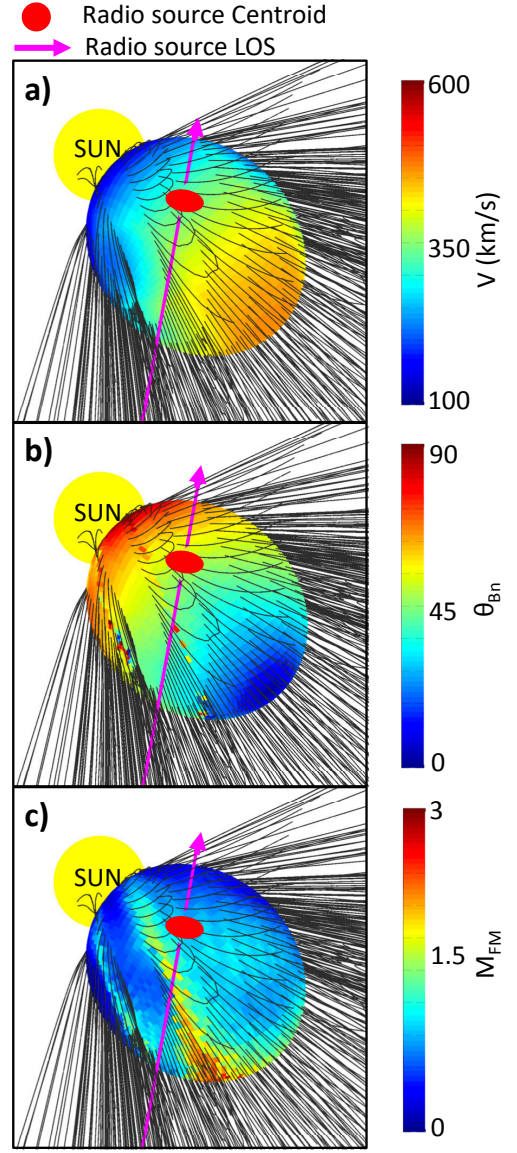 Radio source Centroid
Radio source LOS
a)
SUN
600
350
100
V (km/s)
b)
SUN
90
45
0
θBn
c)
SUN
3
1.5
0
MFM